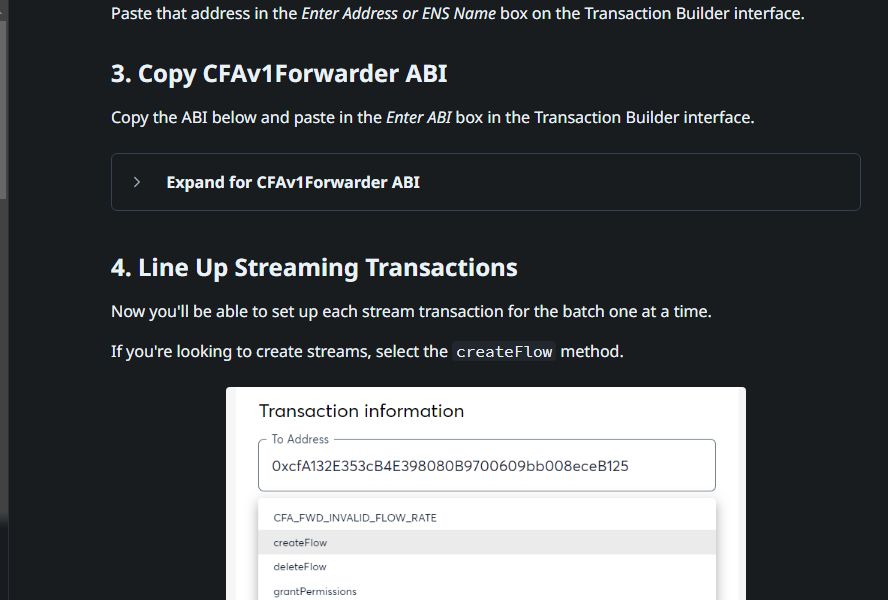 Paste that address in the Enter Address or ENS Name box on the Transaction Builder interface.
3. Copy CFAv1Forwarder ABI
Copy the ABI below and paste in the Enter ABI box in the Transaction Builder interface.
Expand for CFAv1Forwarder ABI
4. Line Up Streaming Transactions
Now you'll be able to set up each stream transaction for the batch one at a time.
If you're looking to create streams, select the createFlow method.
Transaction information
To Address
0xcfA132E353cB4E398080B9700609bb008eceB125
CFA_FWD_INVALID_FLOW_RATE
createFlow
deleteFlow
grantPermissions